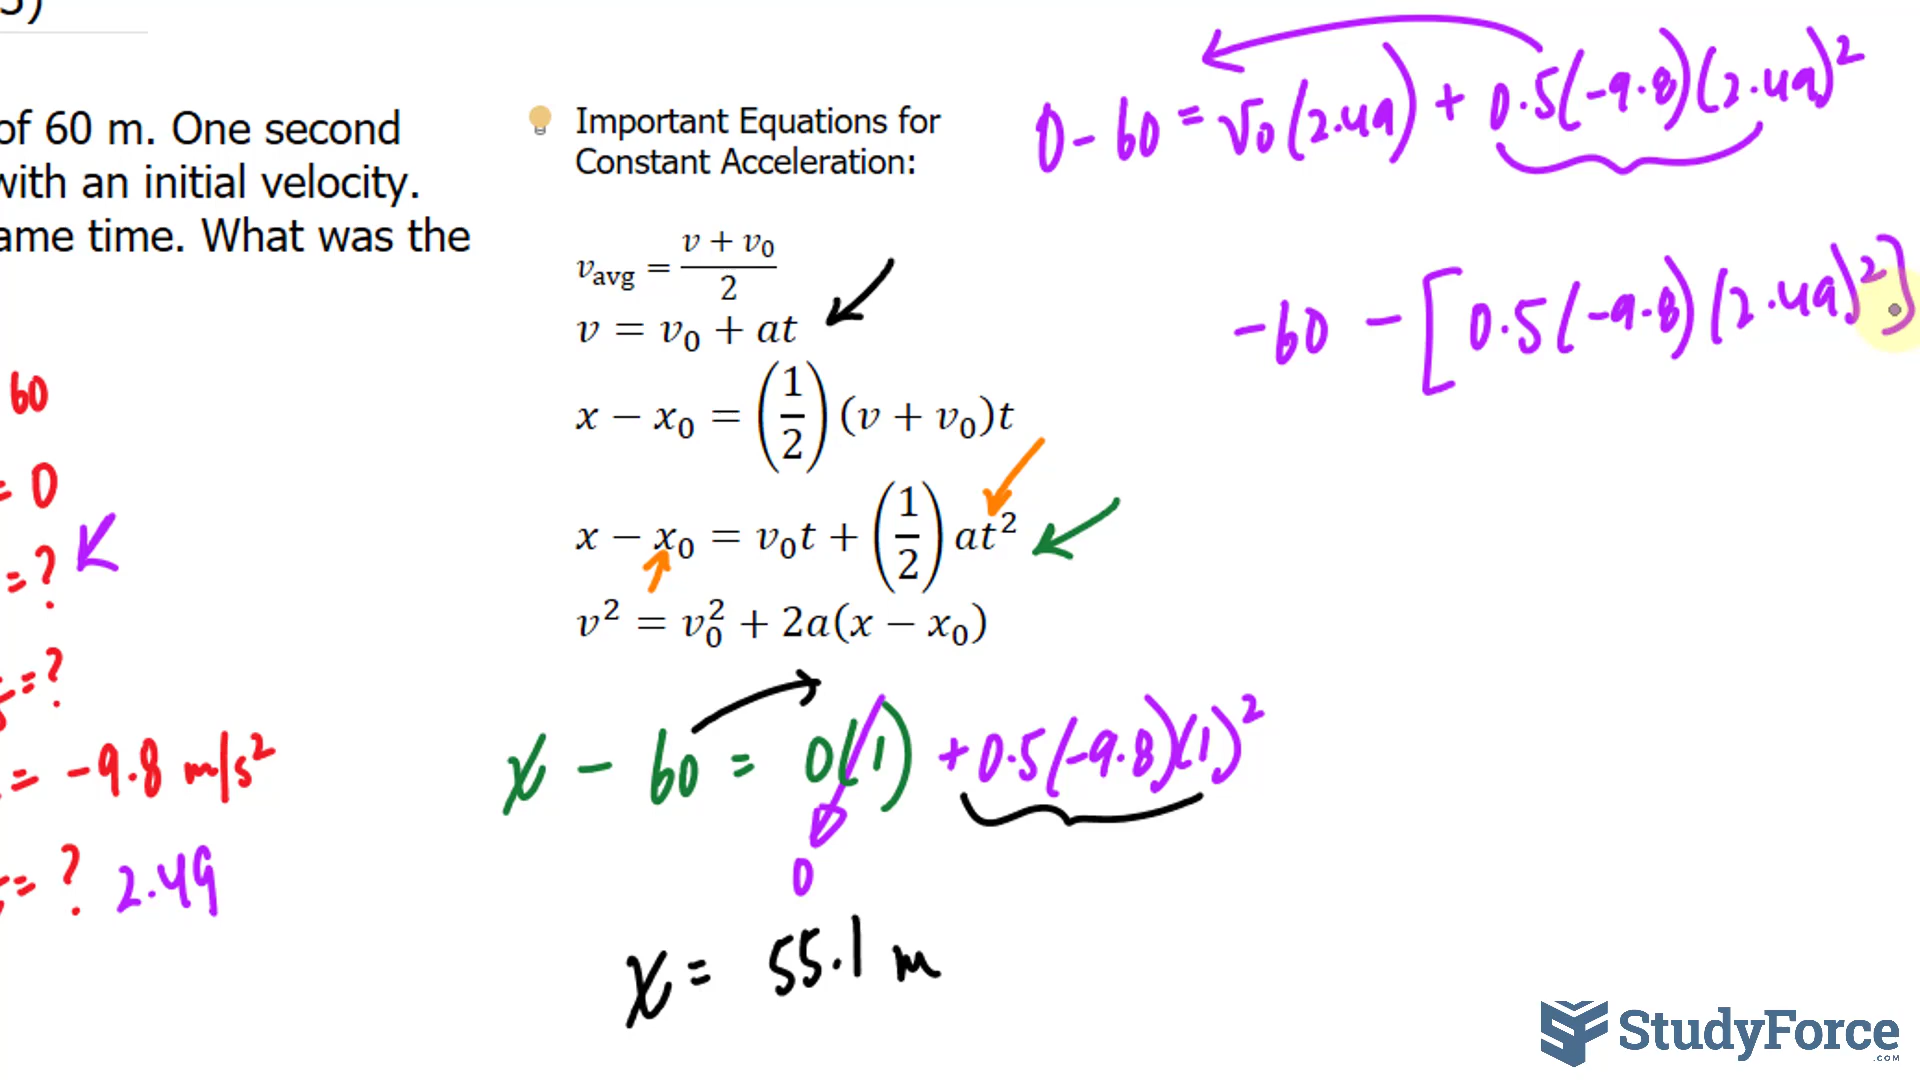 of 60 m. One second
with an initial velocity.
ame time. What was the
60
= 0
= ?
= ?
= -9.8 m/s²
= ? 2.49
Important Equations for
Constant Acceleration:
v_avg = (v + v₀)/2
v = v₀ + at
x − x₀ = (1/2)(v + v₀)t
x − x₀ = v₀t + (1/2)at²
v² = v₀² + 2a(x − x₀)
x - 60 = 0(1) + 0.5(-9.8)(1)²
0
x = 55.1 m
0 - 60 = v₀(2.49) + 0.5(-9.8)(2.49)²
-60 - [0.5(-9.8)(2.49)²]
StudyForce
.COM